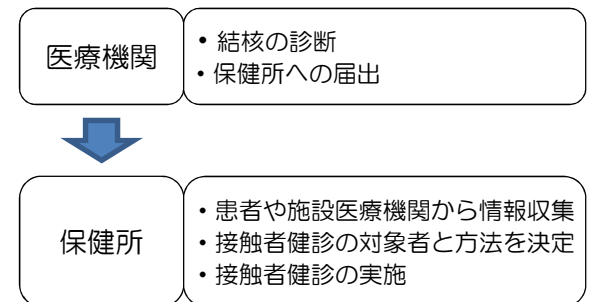 医療機関
• 結核の診断
• 保健所への届出
保健所
• 患者や施設医療機関から情報収集
• 接触者健診の対象者と方法を決定
• 接触者健診の実施